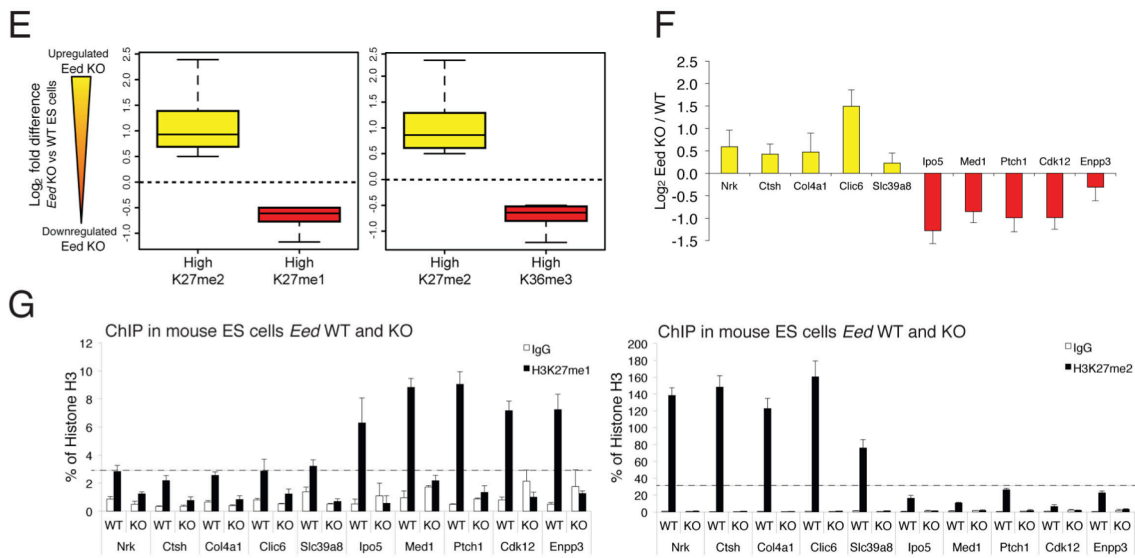 E
Upregulated
Eed KO
Log2 fold difference
Eed KO vs WT ES cells
Downregulated
Eed KO
2.5
2.0
1.5
1.0
0.5
0.0
-0.5
-1.0
High K27me2
High K27me1
2.5
2.0
1.5
1.0
0.5
0.0
-0.5
-1.0
High K27me2
High K36me3
F
Log2 Eed KO / WT
2.5
2.0
1.5
1.0
0.5
0.0
-0.5
-1.0
-1.5
Nrk Ctsh Col4a1 Clic6 Slc39a8 Ipo5 Med1 Ptch1 Cdk12 Enpp3
G
ChIP in mouse ES cells Eed WT and KO
% of Histone H3
12
10
8
6
4
2
0
IgG
H3K27me1
WT KO WT KO WT KO WT KO WT KO WT KO WT KO WT KO WT KO WT KO
Nrk Ctsh Col4a1 Clic6 Slc39a8 Ipo5 Med1 Ptch1 Cdk12 Enpp3
ChIP in mouse ES cells Eed WT and KO
% of Histone H3
200
180
160
140
120
100
80
60
40
20
0
IgG
H3K27me2
WT KO WT KO WT KO WT KO WT KO WT KO WT KO WT KO WT KO WT KO
Nrk Ctsh Col4a1 Clic6 Slc39a8 Ipo5 Med1 Ptch1 Cdk12 Enpp3